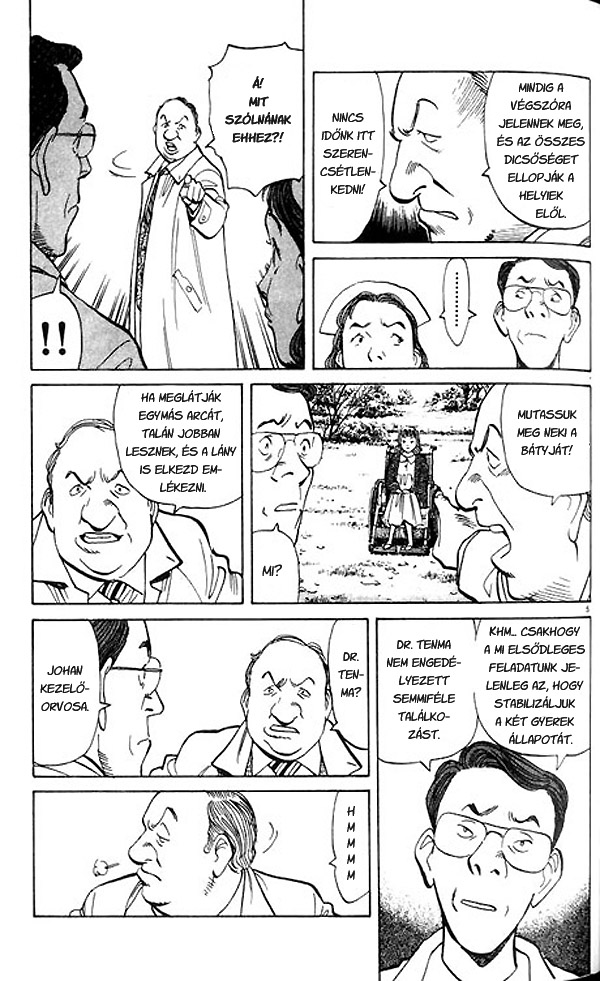 MINDIG A
VÉGSZÓRA
JELENNEK MEG,
ÉS AZ ÖSSZES
DICSŐSÉGET
ELLOPJÁK A
HELYIEK
ELŐL.
NINCS
IDŐNK ITT
SZEREN-
CSÉTLEN-
KEDNI!
Á!
MIT
SZÓLNÁNAK
EHHEZ?!
!!
.........
MUTASSUK
MEG NEKI A
BÁTYJÁT!
MI?
HA MEGLÁTJÁK
EGYMÁS ARCÁT,
TALÁN JOBBAN
LESZNEK, ÉS A LÁNY
IS ELKEZD EM-
LÉKEZNI.
5
KHM... CSAKHOGY
A MI ELSŐDLEGES
FELADATUNK JE-
LENLEG AZ, HOGY
STABILIZÁLJUK
A KÉT GYEREK
ÁLLAPOTÁT.
DR. TENMA
NEM ENGEDÉ-
LYEZETT
SEMMIFÉLE
TALÁLKO-
ZÁST.
DR.
TEN-
MA?
JOHAN
KEZELŐ-
ORVOSA.
H
M
M
M
M